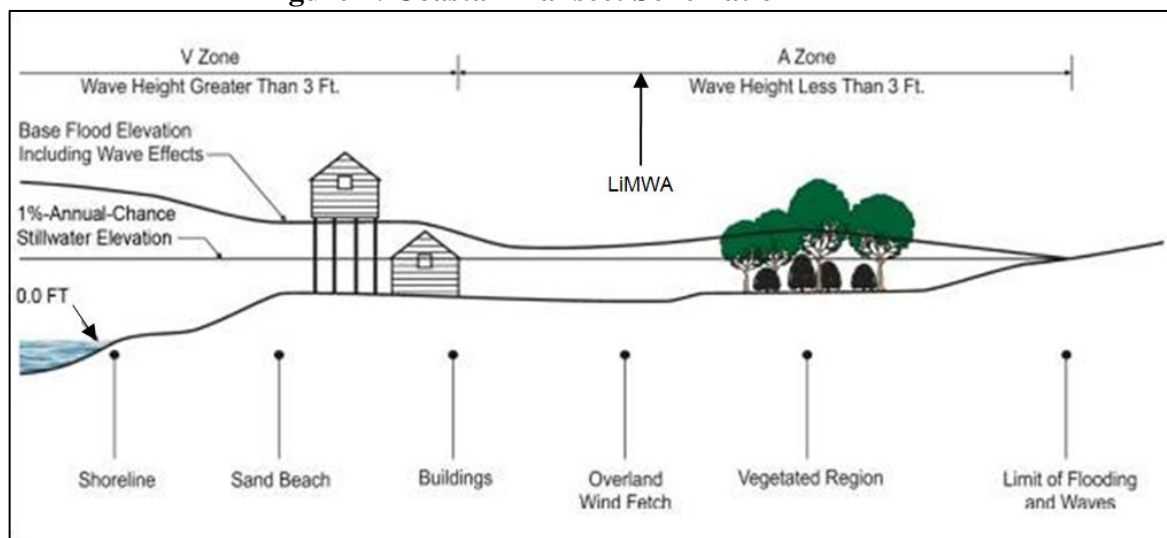 V Zone
A Zone
Wave Height Greater Than 3 Ft.
Wave Height Less Than 3 Ft.
Base Flood Elevation
Including Wave Effects
LiMWA
1%-Annual-Chance
Stillwater Elevation
0.0 FT
Shoreline
Sand Beach
Buildings
Overland
Wind Fetch
Vegetated Region
Limit of Flooding
and Waves